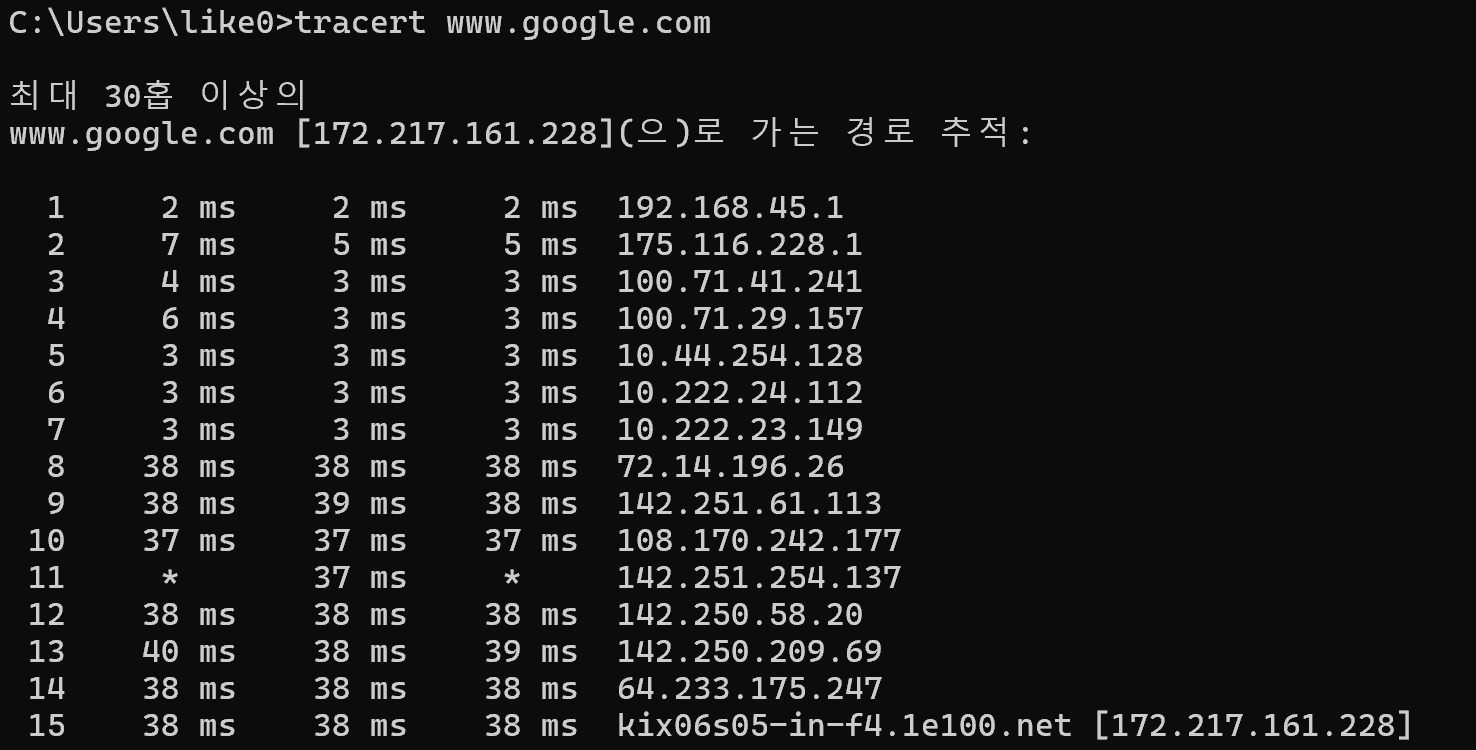 C:\Users\like0>tracert www.google.com
최대 30홉 이상의
www.google.com [172.217.161.228](으)로 가는 경로 추적:
1 2 ms 2 ms 2 ms 192.168.45.1
2 7 ms 5 ms 5 ms 175.116.228.1
3 4 ms 3 ms 3 ms 100.71.41.241
4 6 ms 3 ms 3 ms 100.71.29.157
5 3 ms 3 ms 3 ms 10.44.254.128
6 3 ms 3 ms 3 ms 10.222.24.112
7 3 ms 3 ms 3 ms 10.222.23.149
8 38 ms 38 ms 38 ms 72.14.196.26
9 38 ms 39 ms 38 ms 142.251.61.113
10 37 ms 37 ms 37 ms 108.170.242.177
11 * 37 ms * 142.251.254.137
12 38 ms 38 ms 38 ms 142.250.58.20
13 40 ms 38 ms 39 ms 142.250.209.69
14 38 ms 38 ms 38 ms 64.233.175.247
15 38 ms 38 ms 38 ms kix06s05-in-f4.1e100.net [172.217.161.228]